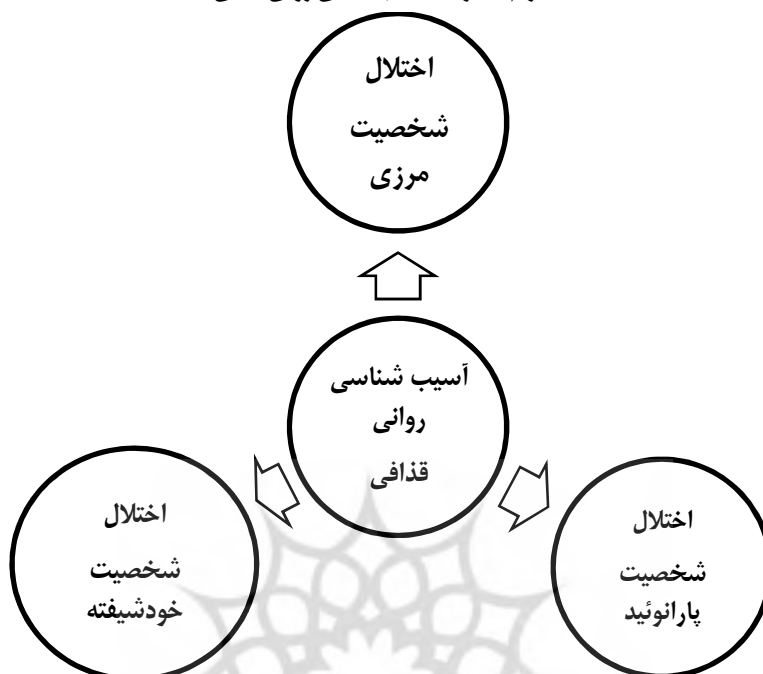 اختلال
شخصیت
مرزی
آسیب شناسی
روانی
قذافی
اختلال
شخصیت
پارانوئید
اختلال
شخصیت
خودشیفته